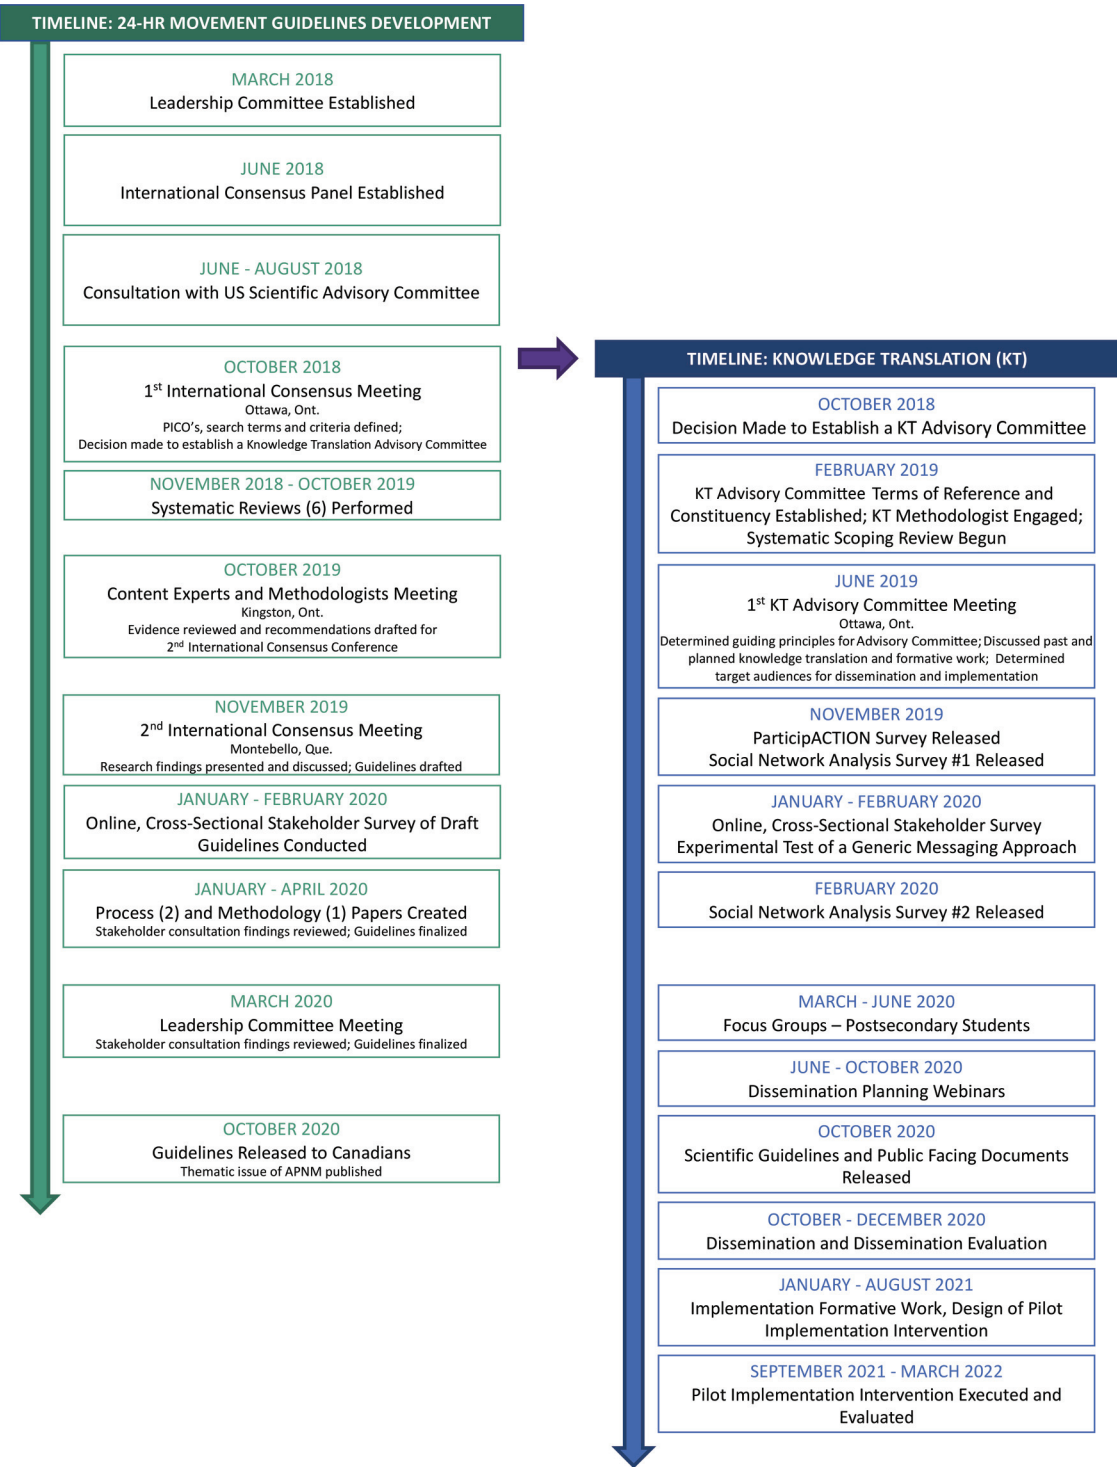 TIMELINE: 24-HR MOVEMENT GUIDELINES DEVELOPMENT
MARCH 2018
Leadership Committee Established
JUNE 2018
International Consensus Panel Established
JUNE - AUGUST 2018
Consultation with US Scientific Advisory Committee
OCTOBER 2018
1st International Consensus Meeting
Ottawa, Ont.
PICO's, search terms and criteria defined;
Decision made to establish a Knowledge Translation Advisory Committee
NOVEMBER 2018 - OCTOBER 2019
Systematic Reviews (6) Performed
OCTOBER 2019
Content Experts and Methodologists Meeting
Kingston, Ont.
Evidence reviewed and recommendations drafted for
2nd International Consensus Conference
NOVEMBER 2019
2nd International Consensus Meeting
Montebello, Que.
Research findings presented and discussed; Guidelines drafted
JANUARY - FEBRUARY 2020
Online, Cross-Sectional Stakeholder Survey of Draft
Guidelines Conducted
JANUARY - APRIL 2020
Process (2) and Methodology (1) Papers Created
Stakeholder consultation findings reviewed; Guidelines finalized
MARCH 2020
Leadership Committee Meeting
Stakeholder consultation findings reviewed; Guidelines finalized
OCTOBER 2020
Guidelines Released to Canadians
Thematic issue of APNM published
TIMELINE: KNOWLEDGE TRANSLATION (KT)
OCTOBER 2018
Decision Made to Establish a KT Advisory Committee
FEBRUARY 2019
KT Advisory Committee Terms of Reference and
Constituency Established; KT Methodologist Engaged;
Systematic Scoping Review Begun
JUNE 2019
1st KT Advisory Committee Meeting
Ottawa, Ont.
Determined guiding principles for Advisory Committee; Discussed past and
planned knowledge translation and formative work; Determined
target audiences for dissemination and implementation
NOVEMBER 2019
ParticipACTION Survey Released
Social Network Analysis Survey #1 Released
JANUARY - FEBRUARY 2020
Online, Cross-Sectional Stakeholder Survey
Experimental Test of a Generic Messaging Approach
FEBRUARY 2020
Social Network Analysis Survey #2 Released
MARCH - JUNE 2020
Focus Groups – Postsecondary Students
JUNE - OCTOBER 2020
Dissemination Planning Webinars
OCTOBER 2020
Scientific Guidelines and Public Facing Documents
Released
OCTOBER - DECEMBER 2020
Dissemination and Dissemination Evaluation
JANUARY - AUGUST 2021
Implementation Formative Work, Design of Pilot
Implementation Intervention
SEPTEMBER 2021 - MARCH 2022
Pilot Implementation Intervention Executed and
Evaluated